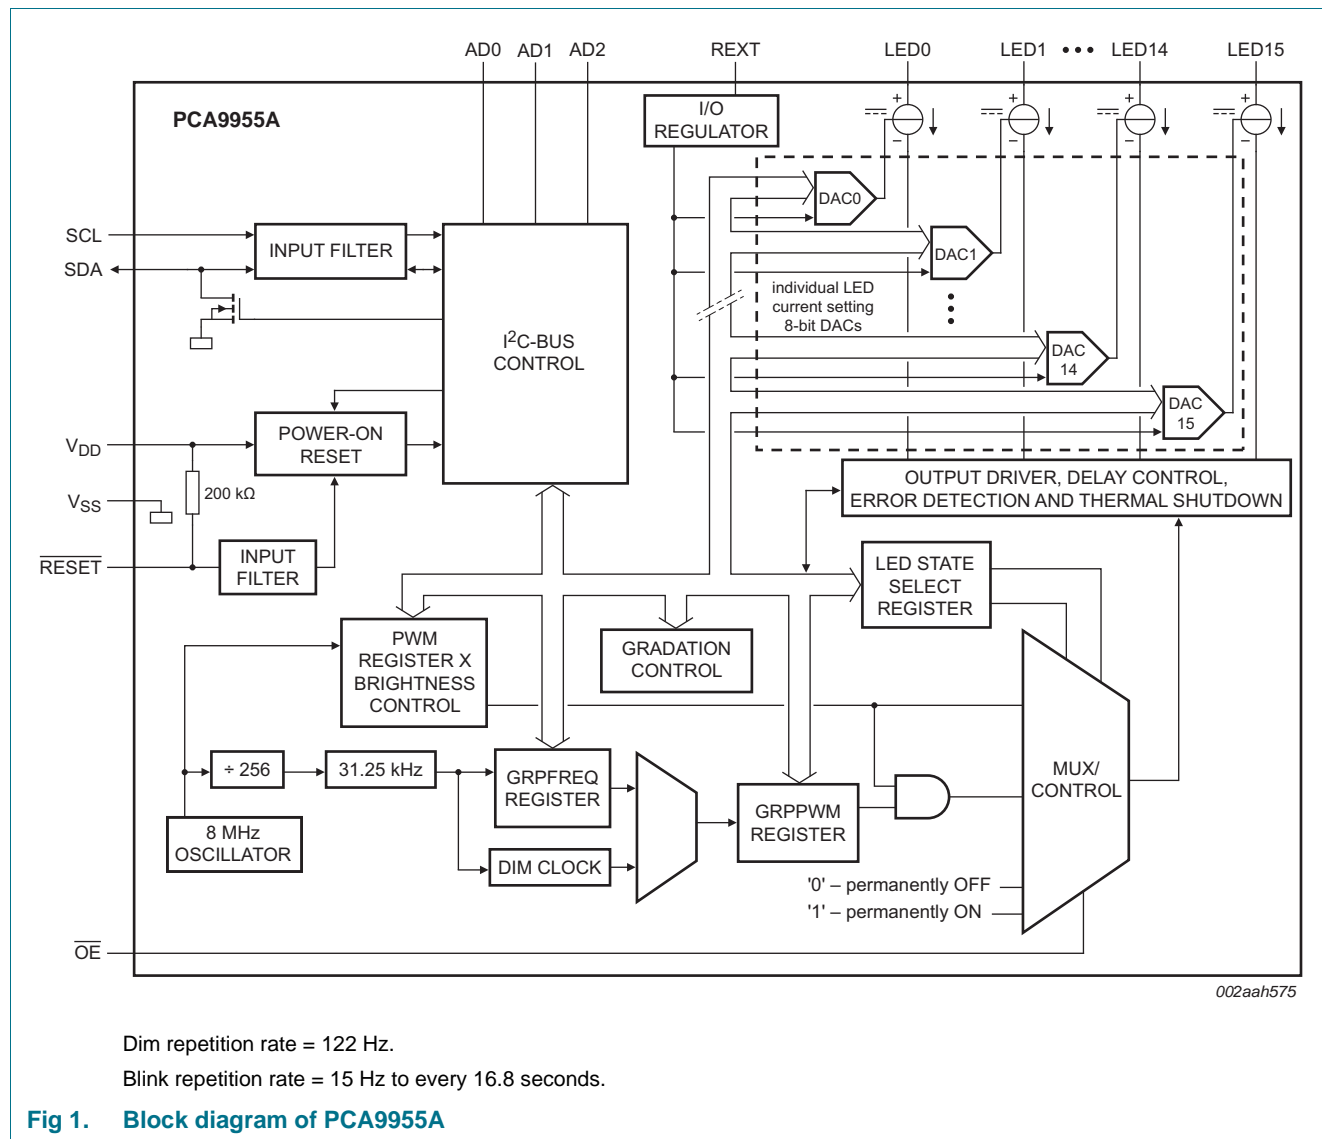 AD0 AD1 AD2 REXT LED0 LED1 ••• LED14 LED15
PCA9955A
I/O
REGULATOR
+ + + +
− − − −
DAC0
SCL
INPUT FILTER
SDA
DAC1
individual LED
current setting
8-bit DACs
I²C-BUS
CONTROL
DAC
14
DAC
15
VDD
POWER-ON
RESET
200 kΩ
VSS
OUTPUT DRIVER, DELAY CONTROL,
ERROR DETECTION AND THERMAL SHUTDOWN
R̅E̅S̅E̅T̅
INPUT
FILTER
LED STATE
SELECT
REGISTER
PWM
REGISTER X
BRIGHTNESS
CONTROL
GRADATION
CONTROL
÷ 256
31.25 kHz
GRPFREQ
REGISTER
MUX/
CONTROL
GRPPWM
REGISTER
8 MHz
OSCILLATOR
DIM CLOCK
'0' – permanently OFF
'1' – permanently ON
O̅E̅
002aah575
Dim repetition rate = 122 Hz.
Blink repetition rate = 15 Hz to every 16.8 seconds.
Fig 1. Block diagram of PCA9955A